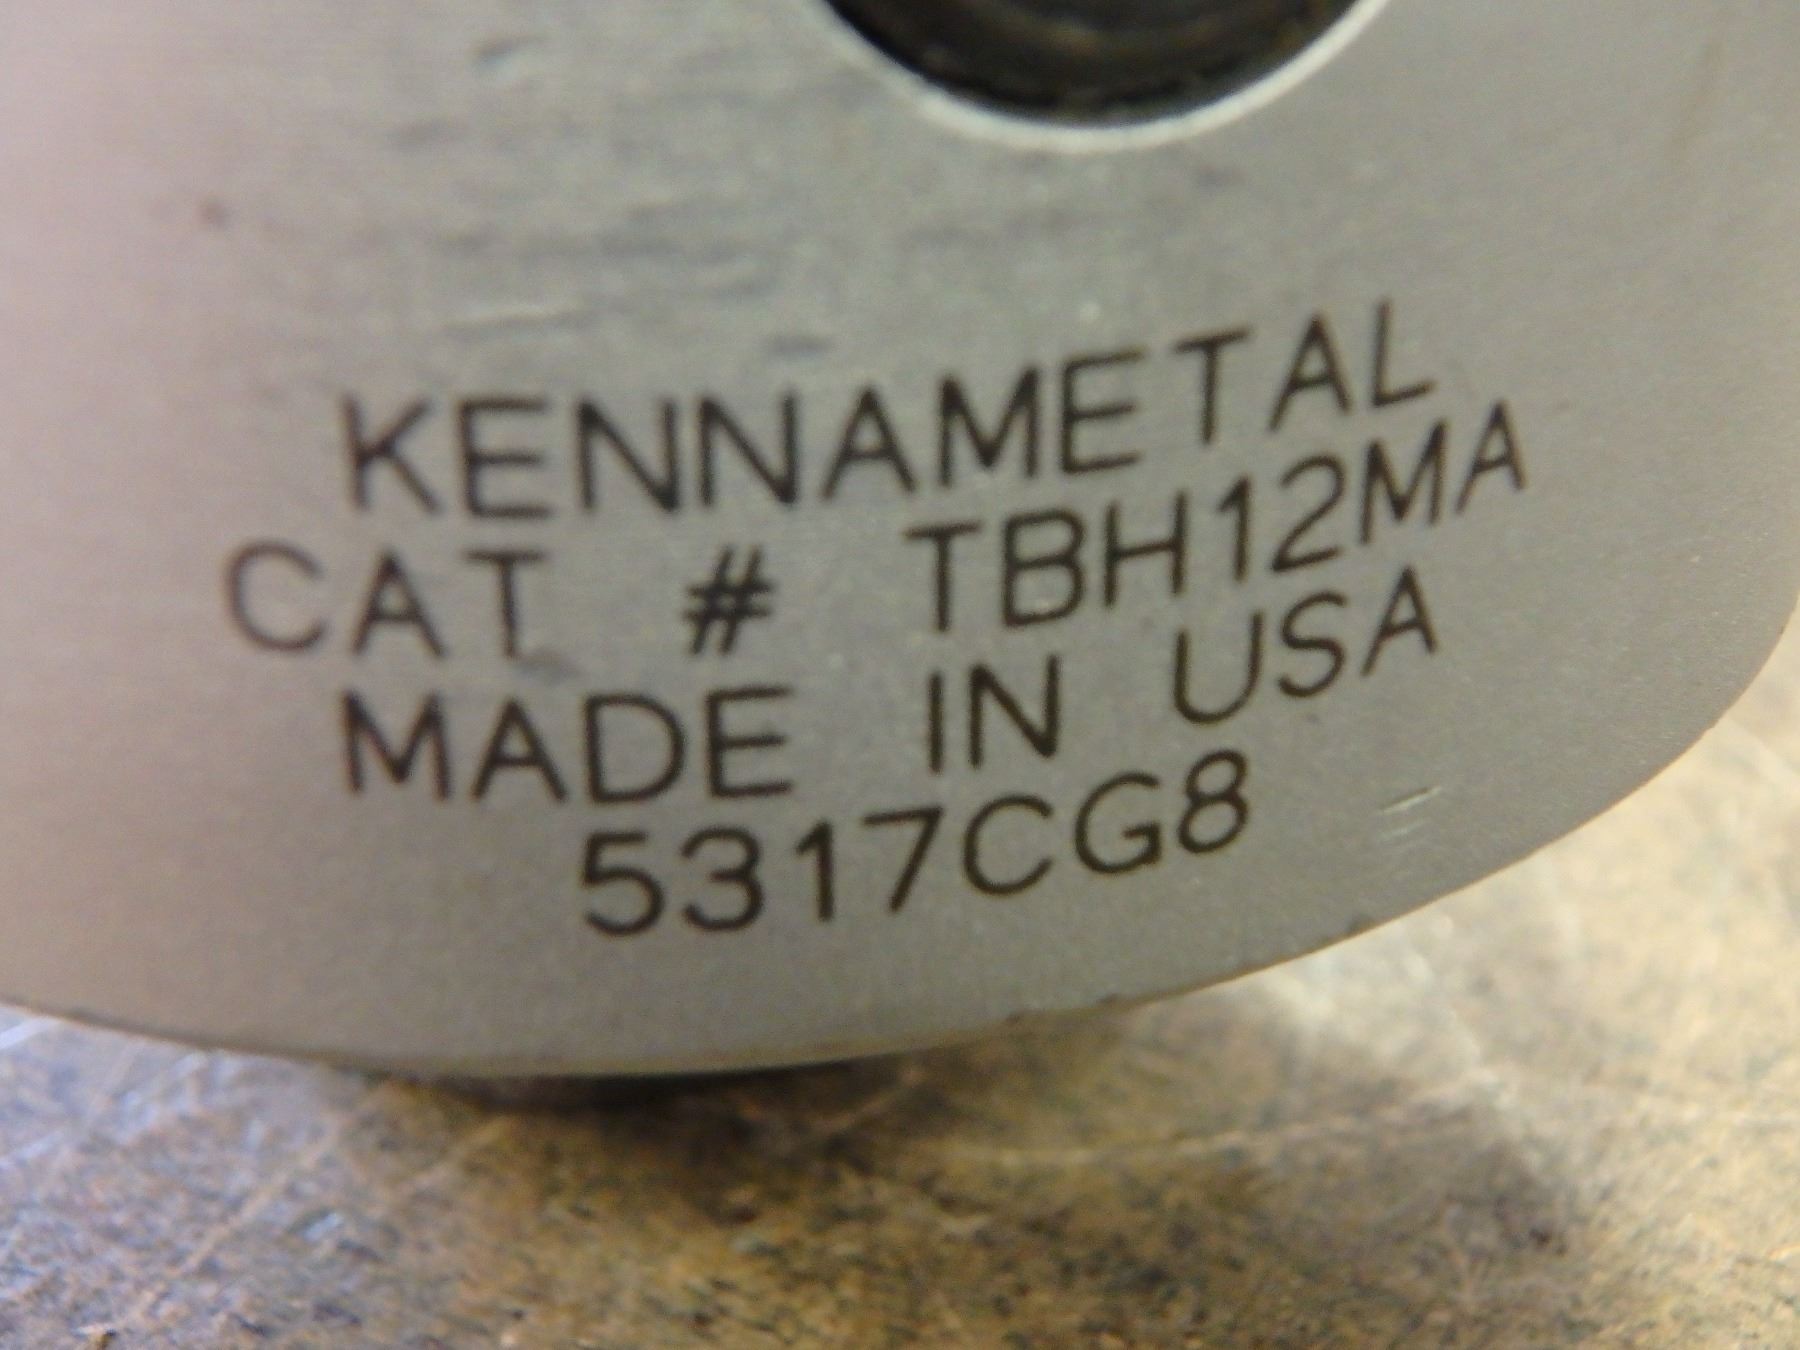 KENNAMETAL
CAT # TBH12MA
MADE IN USA
5317CG8